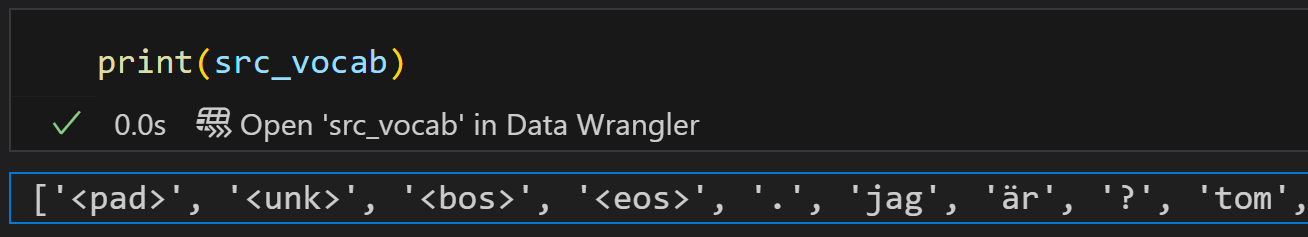 print(src_vocab)
0.0s Open 'src_vocab' in Data Wrangler
['<pad>', '<unk>', '<bos>', '<eos>', '.', 'jag', 'är', '?', 'tom',